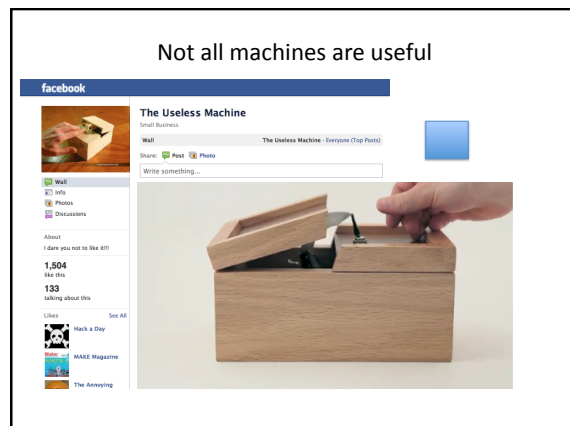 Not all machines are useful
facebook
The Useless Machine
Small Business
Wall
The Useless Machine - Everyone (Top Posts)
Share: Post Photo
Write something...
Wall
Info
Photos
Discussions
About
I dare you not to like it!!!
1,504
like this
133
talking about this
Likes See All
Hack a Day
Make:
MAKE Magazine
The Annoying